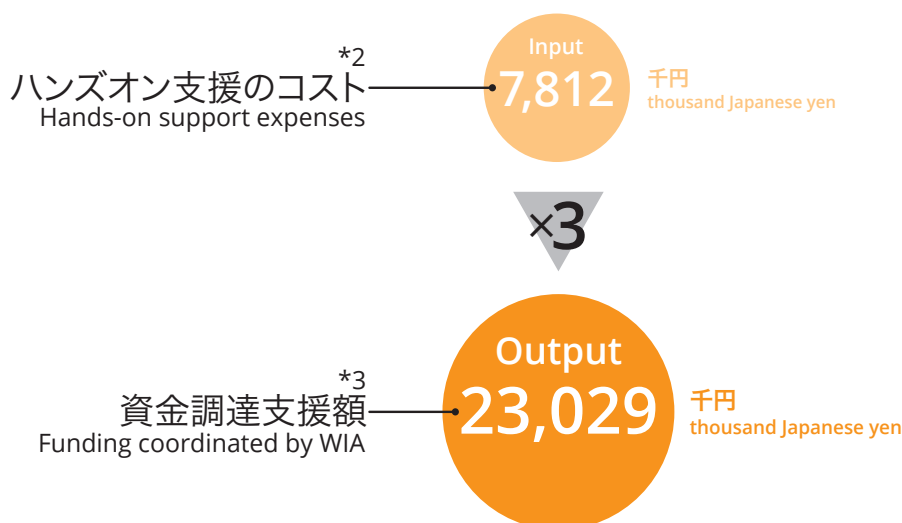 *2
ハンズオン支援のコスト
Hands-on support expenses
Input
7,812
千円
thousand Japanese yen
×3
*3
資金調達支援額
Funding coordinated by WIA
Output
23,029
千円
thousand Japanese yen